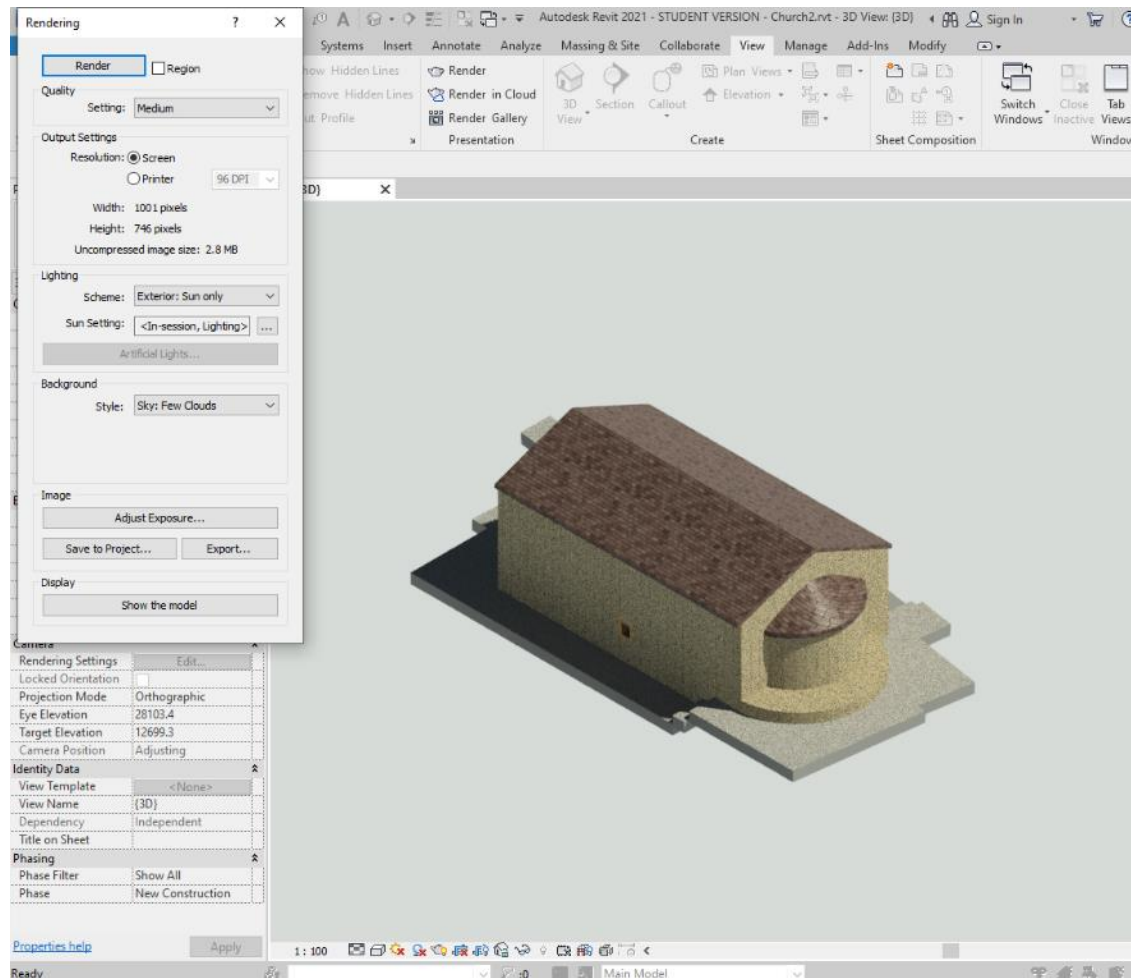 Rendering
?
Autodesk Revit 2021 - STUDENT VERSION - Church2.rvt - 3D View: {3D}
Sign In
Systems Insert Annotate Analyze Massing & Site Collaborate View Manage Add-Ins Modify
Render
Region
Quality
Setting: Medium
Output Settings
Resolution: Screen
Printer
96 DPI
Width: 1001 pixels
Height: 746 pixels
Uncompressed image size: 2.8 MB
Lighting
Scheme: Exterior: Sun only
Sun Setting: <In-session, Lighting>
...
Artificial Lights...
Background
Style: Sky: Few Clouds
Image
Adjust Exposure...
Save to Project...
Export...
Display
Show the model
Hidden Lines
Hidden Lines
Profile
Render
Render in Cloud
Render Gallery
Presentation
3D
View
Section
Callout
Plan Views
Elevation
Create
Sheet Composition
Switch
Windows
Close
Inactive
Tab
Views
3D}
Camera
Rendering Settings Edit...
Locked Orientation
Projection Mode Orthographic
Eye Elevation 28103.4
Target Elevation 12699.3
Camera Position Adjusting
Identity Data
View Template <None>
View Name {3D}
Dependency Independent
Title on Sheet
Phasing
Phase Filter Show All
Phase New Construction
Properties help
Apply
1 : 100
Ready
:0
Main Model